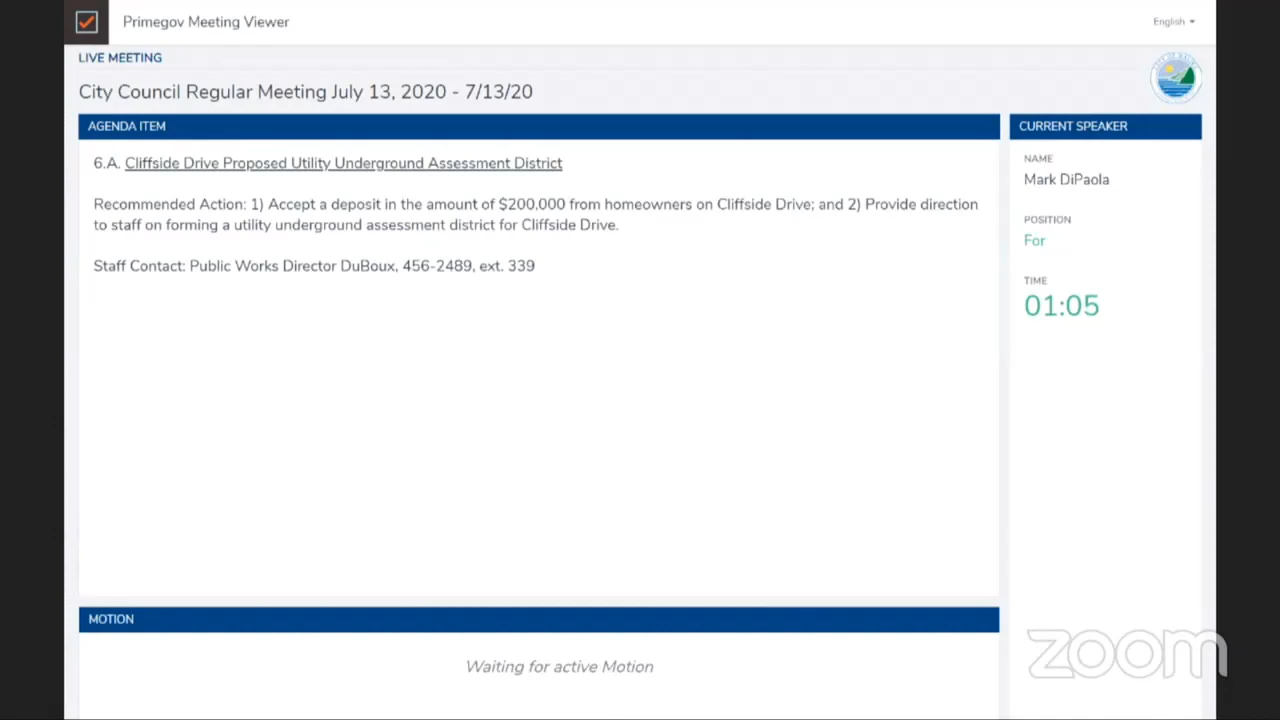 Primegov Meeting Viewer
English
LIVE MEETING
City Council Regular Meeting July 13, 2020 - 7/13/20
AGENDA ITEM
6.A. Cliffside Drive Proposed Utility Underground Assessment District
Recommended Action: 1) Accept a deposit in the amount of $200,000 from homeowners on Cliffside Drive; and 2) Provide direction
to staff on forming a utility underground assessment district for Cliffside Drive.
Staff Contact: Public Works Director DuBoux, 456-2489, ext. 339
CURRENT SPEAKER
NAME
Mark DiPaola
POSITION
For
TIME
01:05
MOTION
Waiting for active Motion
zoom